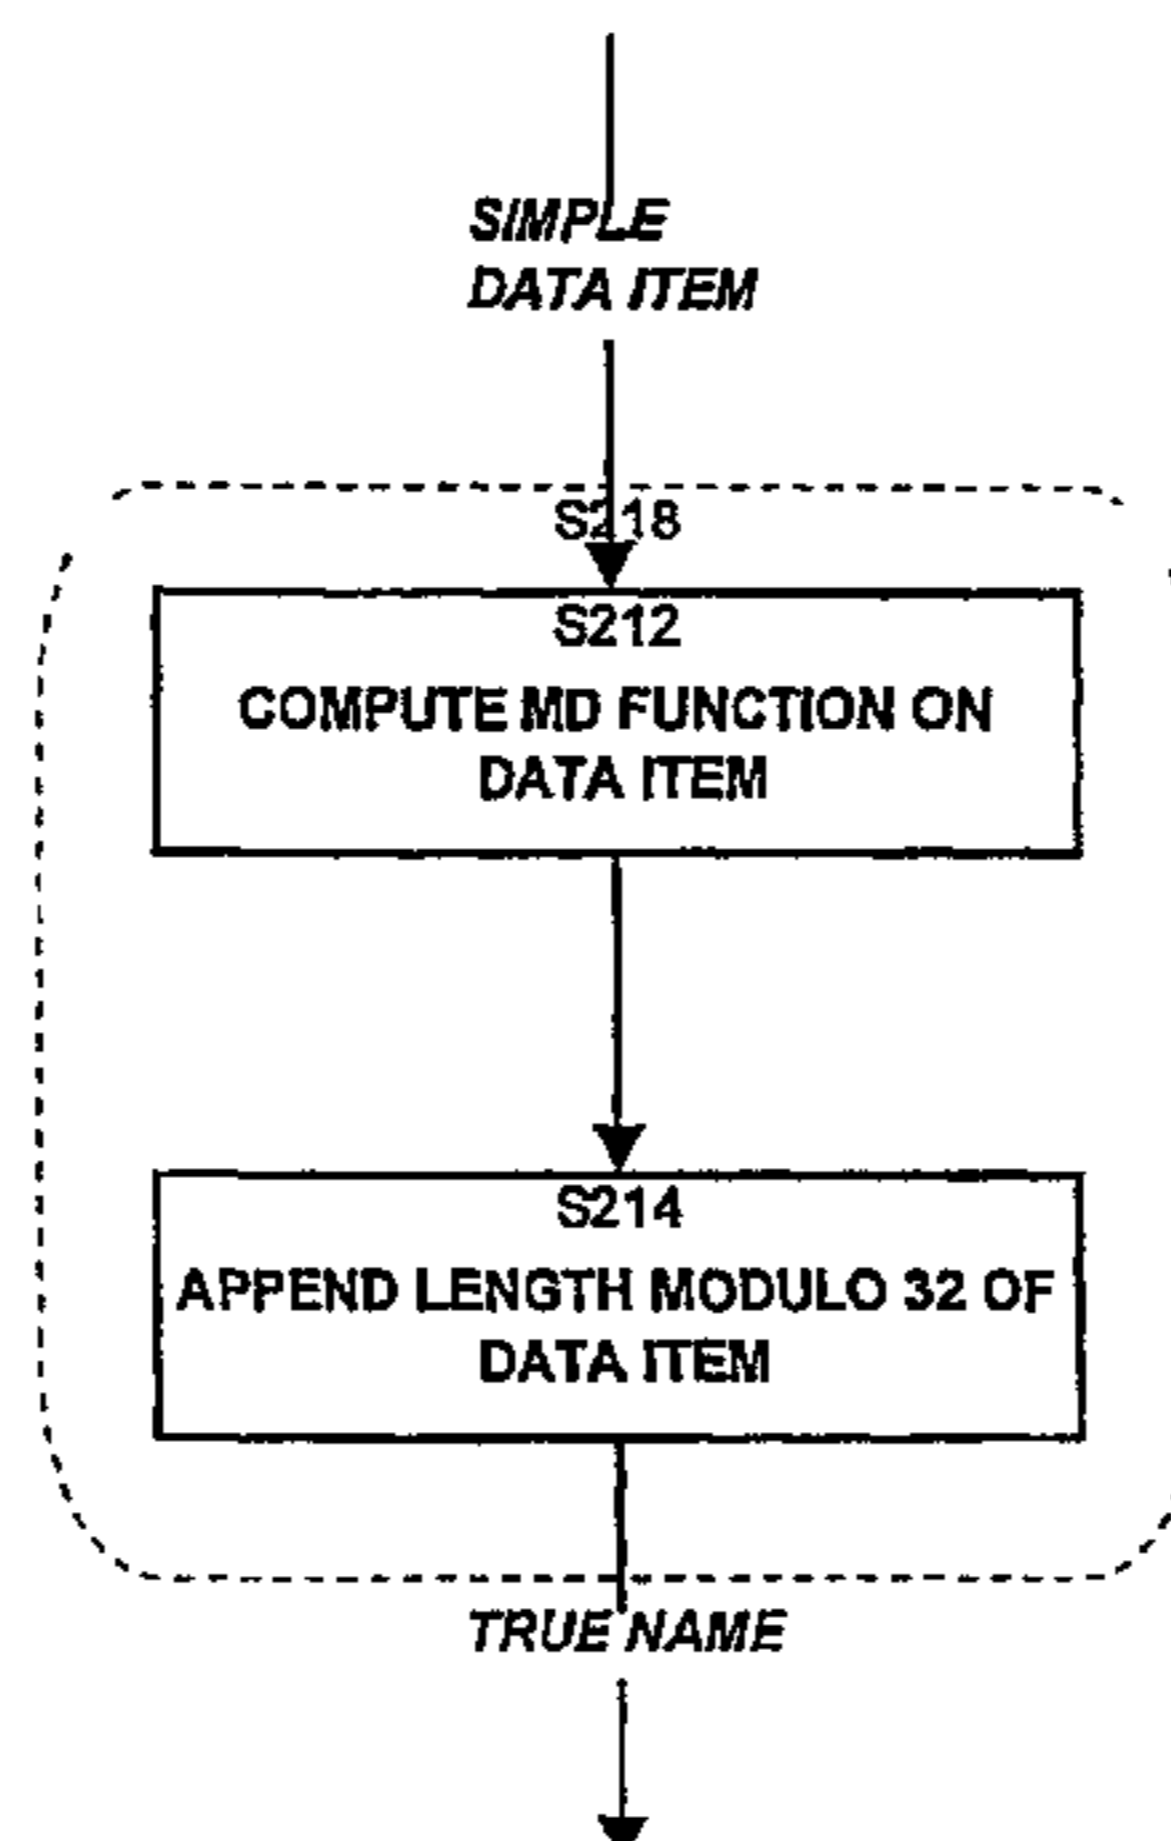 SIMPLE
DATA ITEM
S218
S212
COMPUTE MD FUNCTION ON
DATA ITEM
S214
APPEND LENGTH MODULO 32 OF
DATA ITEM
TRUE NAME